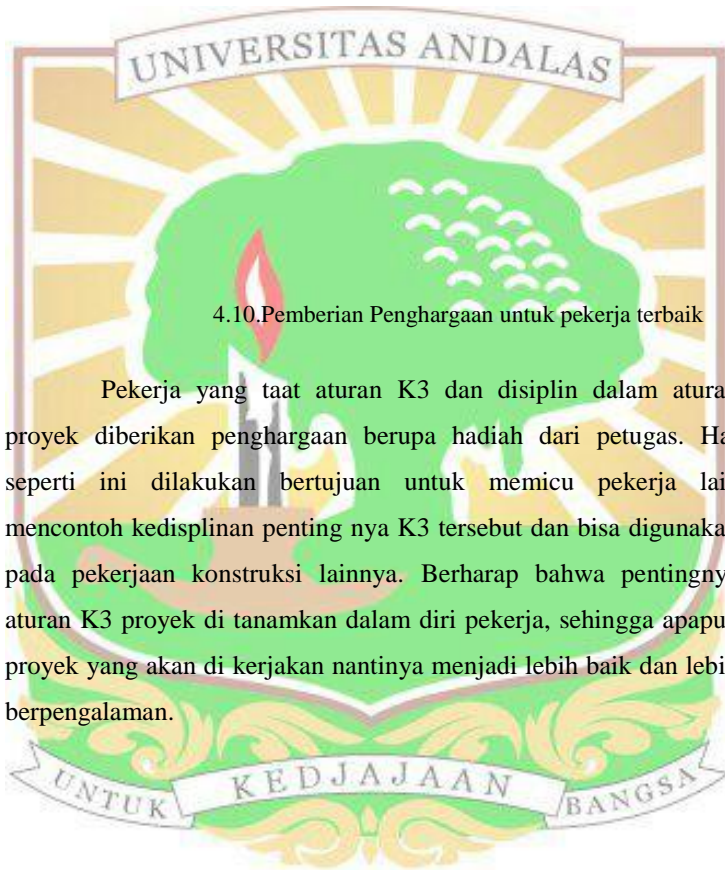 UNIVERSITAS ANDALAS
4.10.Pemberian Penghargaan untuk pekerja terbaik
Pekerja yang taat aturan K3 dan disiplin dalam atura
proyek diberikan penghargaan berupa hadiah dari petugas. Ha
seperti ini dilakukan bertujuan untuk memicu pekerja lai
mencontoh kedisplinan penting nya K3 tersebut dan bisa digunaka
pada pekerjaan konstruksi lainnya. Berharap bahwa pentingny
aturan K3 proyek di tanamkan dalam diri pekerja, sehingga apapu
proyek yang akan di kerjakan nantinya menjadi lebih baik dan lebi
berpengalaman.
UNTUK KEDJAJAAN BANGSA